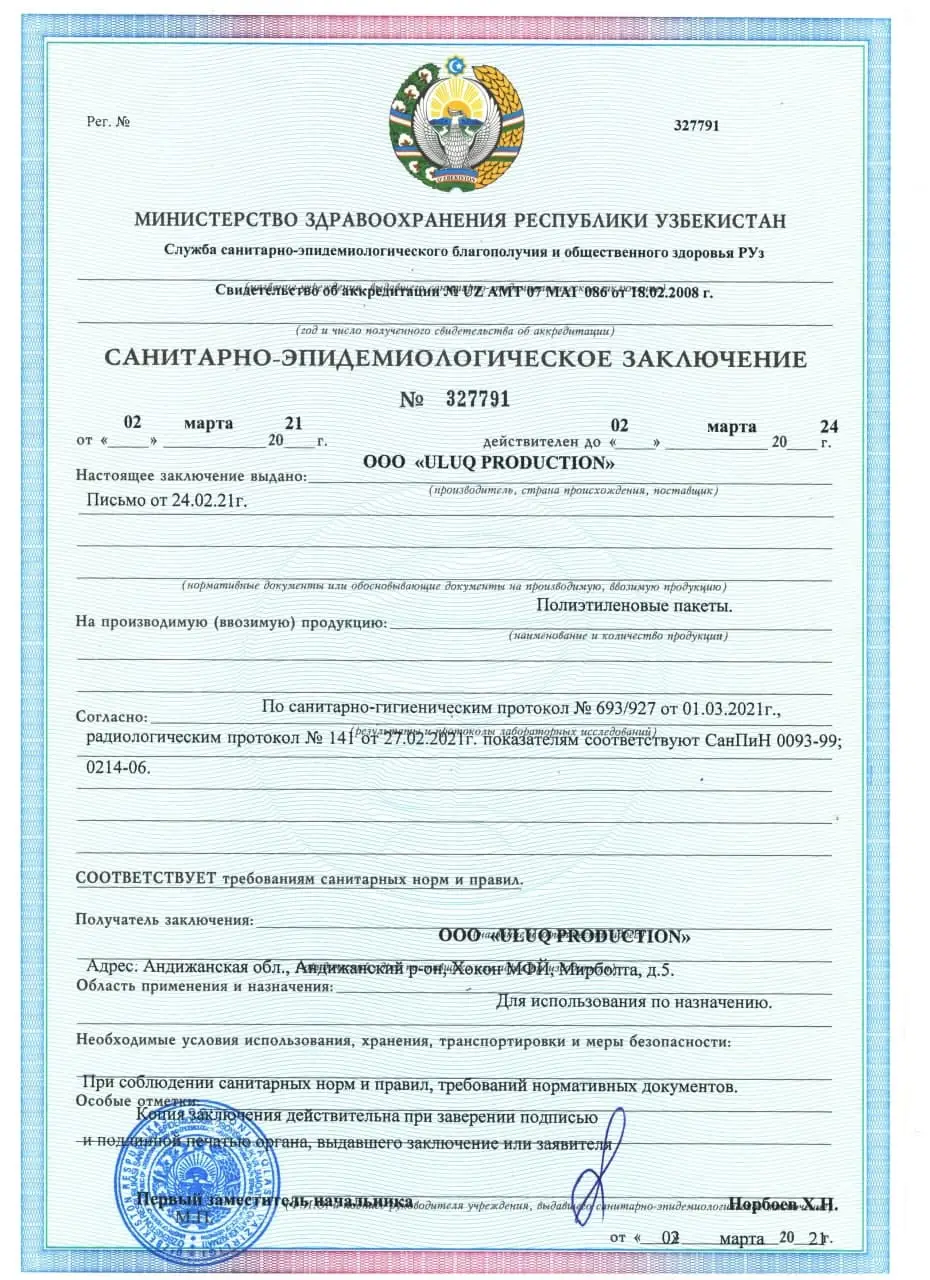 Рег. № 327791
O'ZBEKISTON
МИНИСТЕРСТВО ЗДРАВООХРАНЕНИЯ РЕСПУБЛИКИ УЗБЕКИСТАН
Служба санитарно-эпидемиологического благополучия и общественного здоровья РУз
Свидетельство об аккредитации № UZ AMT 07 MAI 086 от 18.02.2008 г.
(год и число полученного свидетельства об аккредитации)
САНИТАРНО-ЭПИДЕМИОЛОГИЧЕСКОЕ ЗАКЛЮЧЕНИЕ
№ 327791
от «02» марта 2021г. действителен до «02» марта 2024 г.
ООО «ULUQ PRODUCTION»
Настоящее заключение выдано:
(производитель, страна происхождения, поставщик)
Письмо от 24.02.21г.
(нормативные документы или обосновывающие документы на производимую, ввозимую продукцию)
Полиэтиленовые пакеты.
На производимую (ввозимую) продукцию:
(наименование и количество продукции)
По санитарно-гигиеническим протокол № 693/927 от 01.03.2021г.,
Согласно:
(результаты и протоколы лабораторных исследований)
радиологическим протокол № 141 от 27.02.2021г. показателям соответствуют СанПиН 0093-99;
0214-06.
СООТВЕТСТВУЕТ требованиям санитарных норм и правил.
Получатель заключения:
ООО «ULUQ PRODUCTION»
Адрес: Андижанская обл., Андижанский р-он, Хокон МФЙ, Мирболта, д.5.
Область применения и назначения:
Для использования по назначению.
Необходимые условия использования, хранения, транспортировки и меры безопасности:
При соблюдении санитарных норм и правил, требований нормативных документов.
Особые отметки:
Копия заключения действительна при заверении подписью
и подлинной печатью органа, выдавшего заключение или заявителя
Первый заместитель начальника Норбоев Х.Н.
подпись руководителя учреждения, выдавшего санитарно-эпидемиологическое заключение)
М.П.
от «02» марта 2021г.